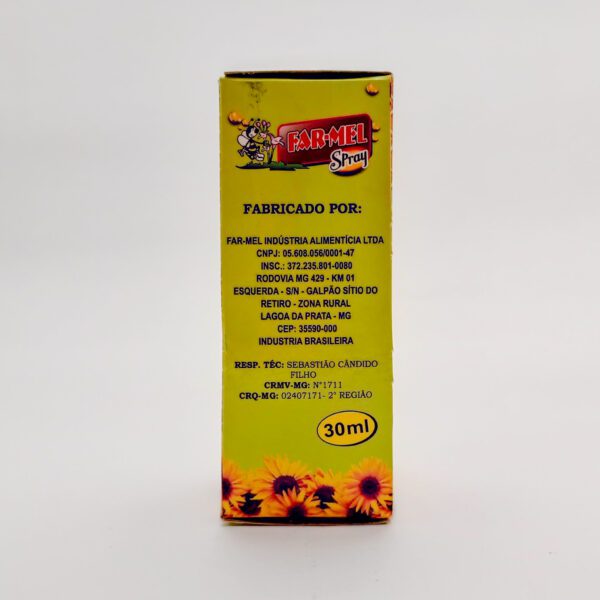 FAR-MEL
Spray
FABRICADO POR:
FAR-MEL INDÚSTRIA ALIMENTÍCIA LTDA
CNPJ: 05.608.056/0001-47
INSC.: 372.235.801-0080
RODOVIA MG 429 - KM 01
ESQUERDA - S/N - GALPÃO SÍTIO DO
RETIRO - ZONA RURAL
LAGOA DA PRATA - MG
CEP: 35590-000
INDUSTRIA BRASILEIRA
RESP. TÉC: SEBASTIÃO CÂNDIDO
FILHO
CRMV-MG: N°1711
CRQ-MG: 02407171- 2° REGIÃO
30ml